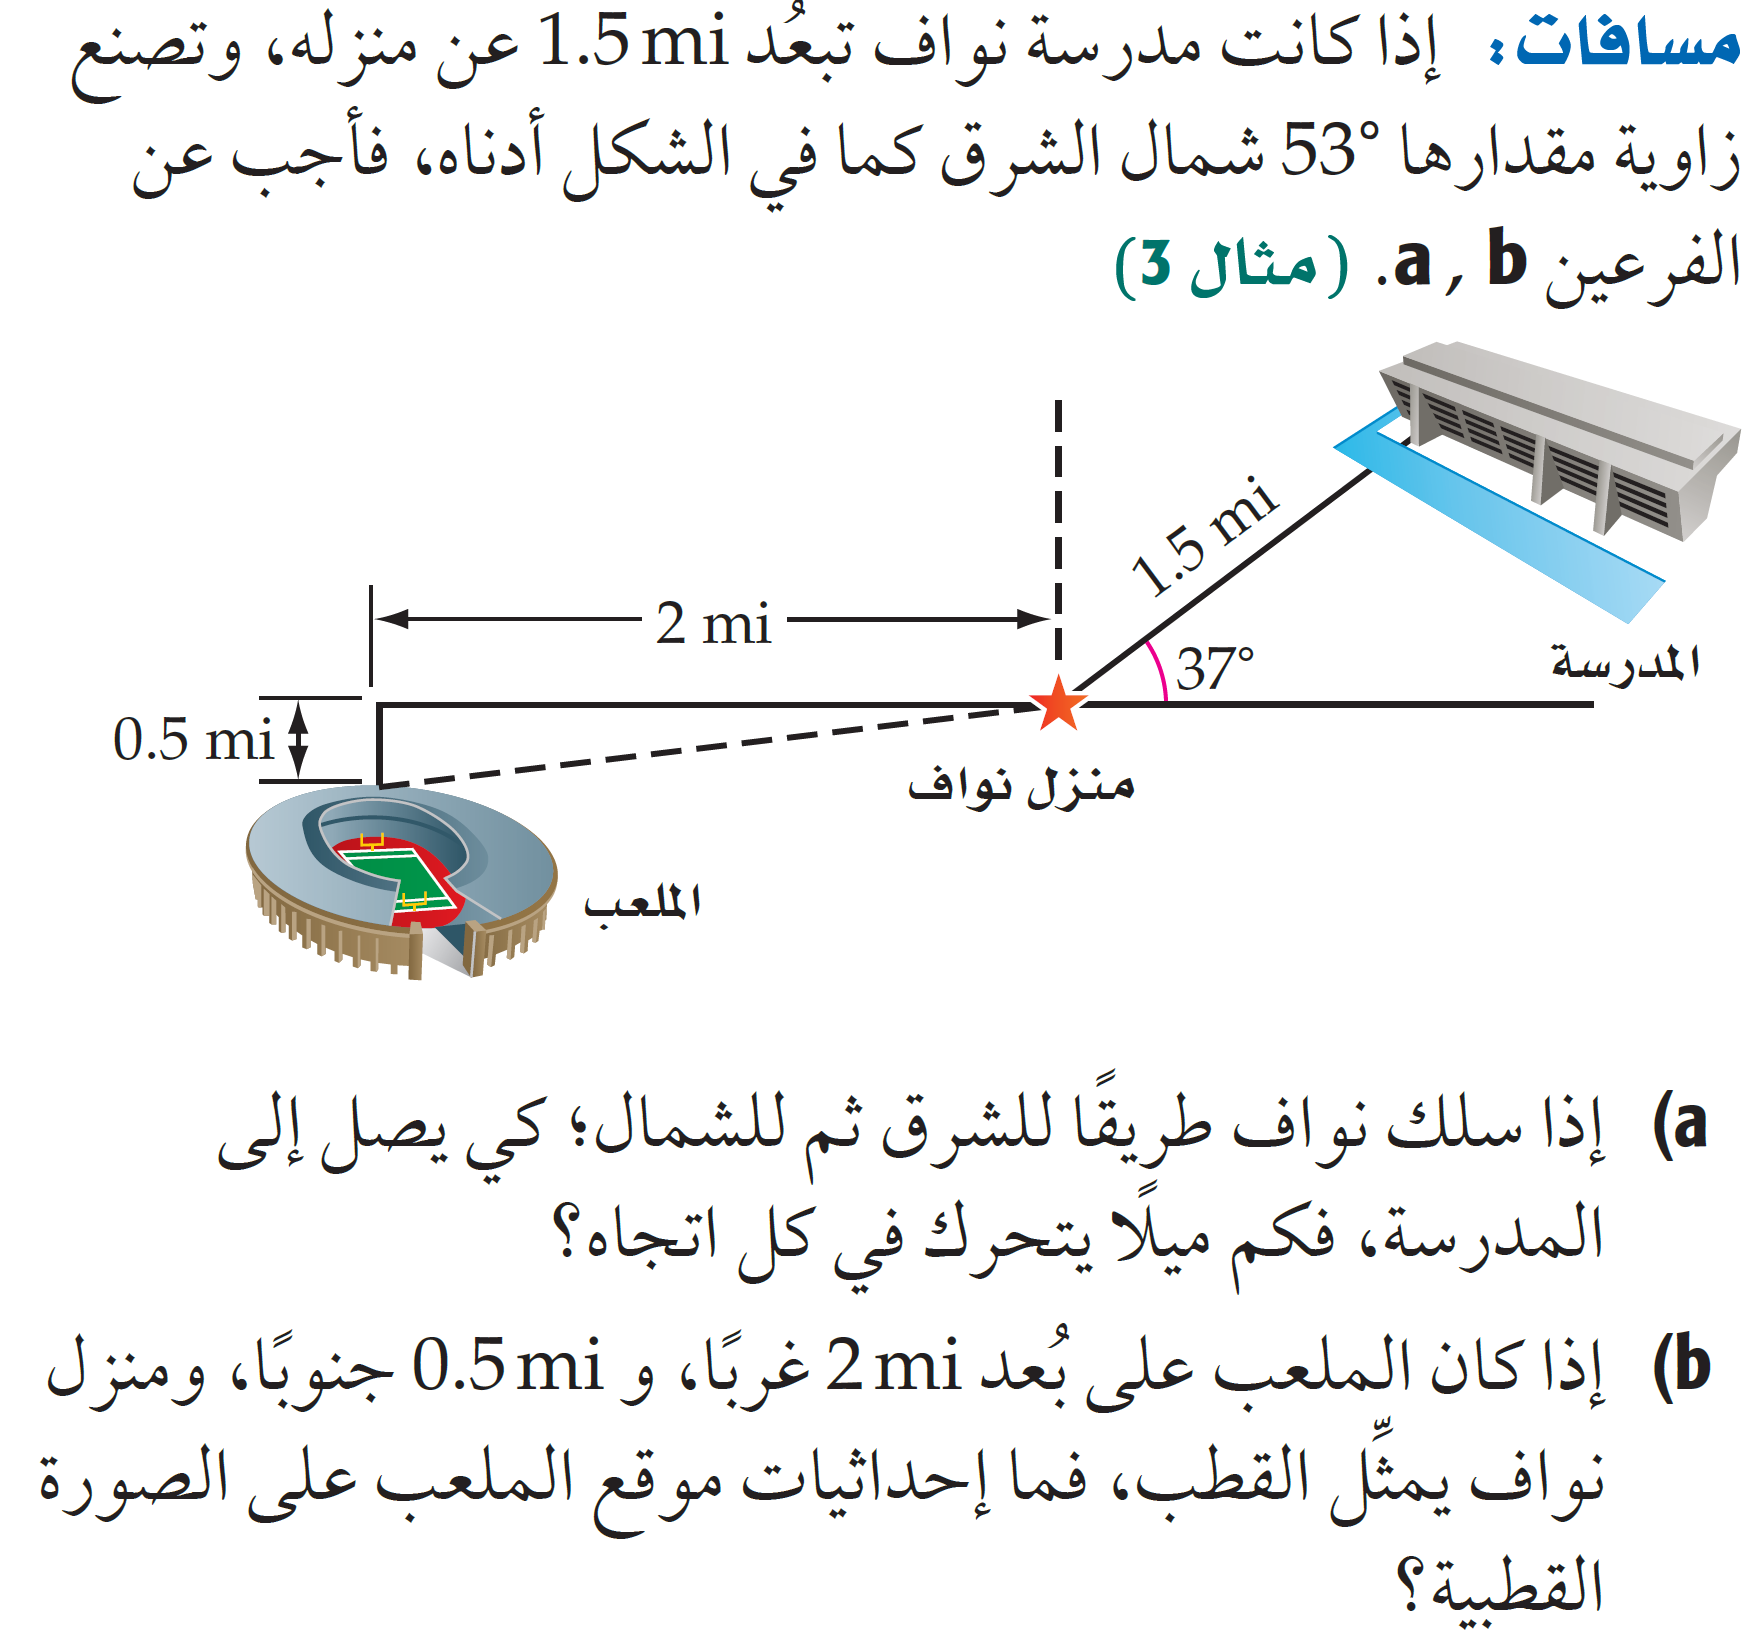 مسافات: إذا كانت مدرسة نواف تبعُد 1.5 mi عن منزله، وتصنع
زاوية مقدارها 53° شمال الشرق كما في الشكل أدناه، فأجب عن
الفرعين a , b. (مثال 3)
1.5 mi
2 mi
37°
المدرسة
0.5 mi
منزل نواف
الملعب
(a إذا سلك نواف طريقًا للشرق ثم للشمال؛ كي يصل إلى
المدرسة، فكم ميلًا يتحرك في كل اتجاه؟
(b إذا كان الملعب على بُعد 2 mi غربًا، و 0.5 mi جنوبًا، ومنزل
نواف يمثِّل القطب، فما إحداثيات موقع الملعب على الصورة
القطبية؟